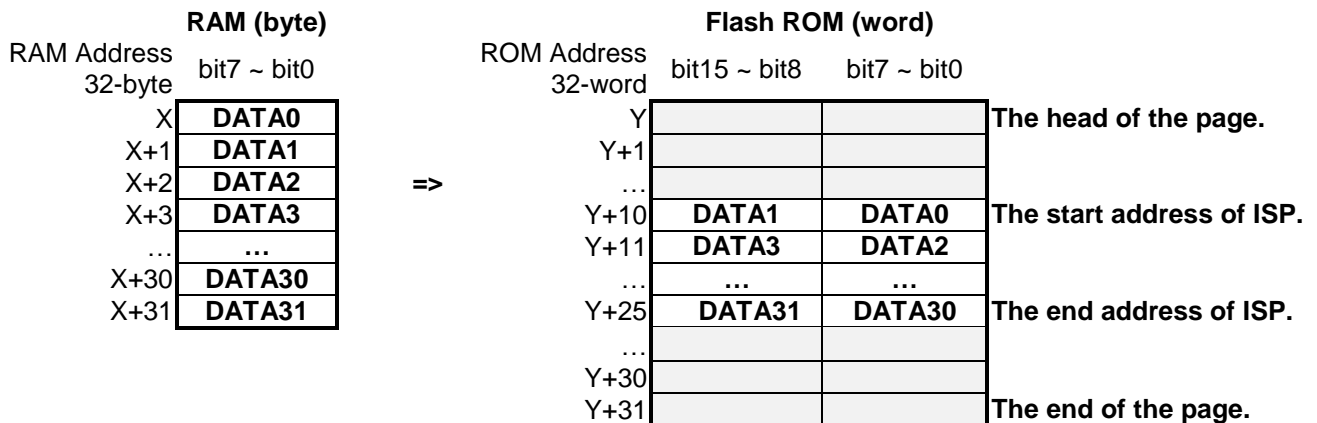 RAM (byte) Flash ROM (word)
RAM Address 32-byte bit7 ~ bit0 ROM Address 32-word bit15 ~ bit8 bit7 ~ bit0
X DATA0 Y The head of the page.
X+1 DATA1 Y+1
X+2 DATA2 => …
X+3 DATA3 Y+10 DATA1 DATA0 The start address of ISP.
… … Y+11 DATA3 DATA2
X+30 DATA30 … … …
X+31 DATA31 Y+25 DATA31 DATA30 The end address of ISP.
…
Y+30
Y+31 The end of the page.